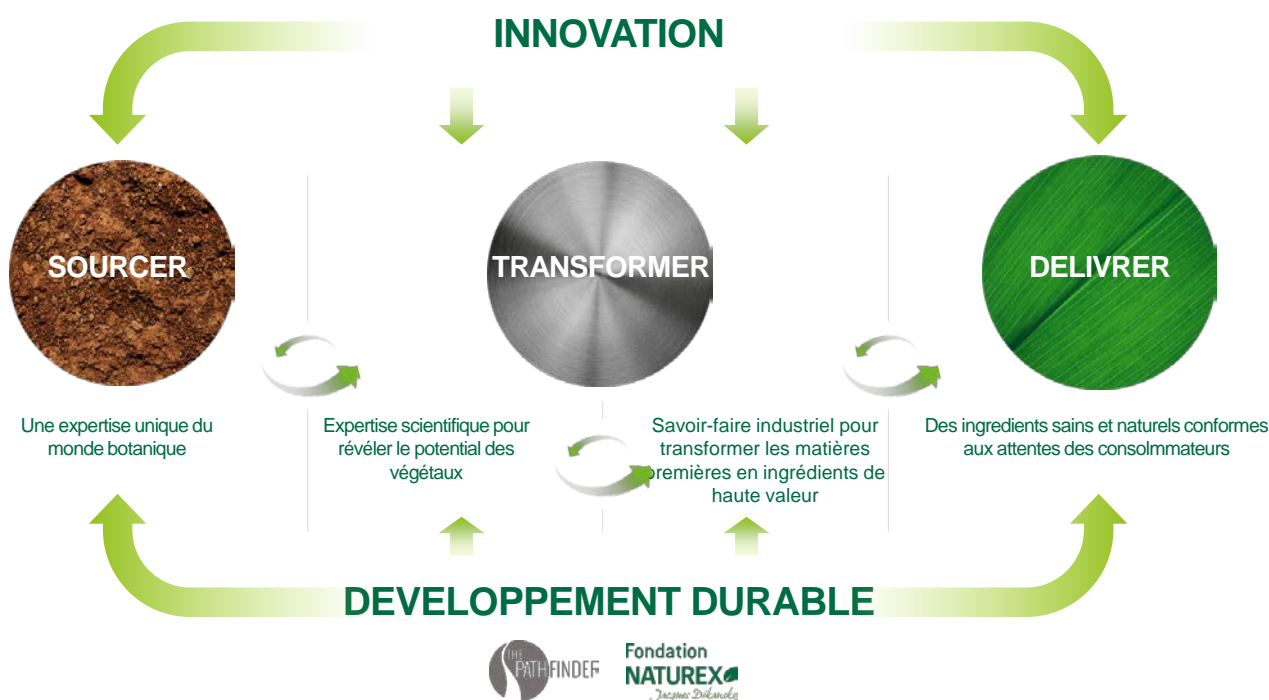 INNOVATION
SOURCER
TRANSFORMER
DELIVRER
Une expertise unique du
monde botanique
Expertise scientifique pour
révéler le potential des
végétaux
Savoir-faire industriel pour
transformer les matières
premières en ingrédients de
haute valeur
Des ingredients sains et naturels conformes
aux attentes des consolmmateurs
DEVELOPPEMENT DURABLE
THE
PATHFINDER
Fondation
NATUREX
Jacques